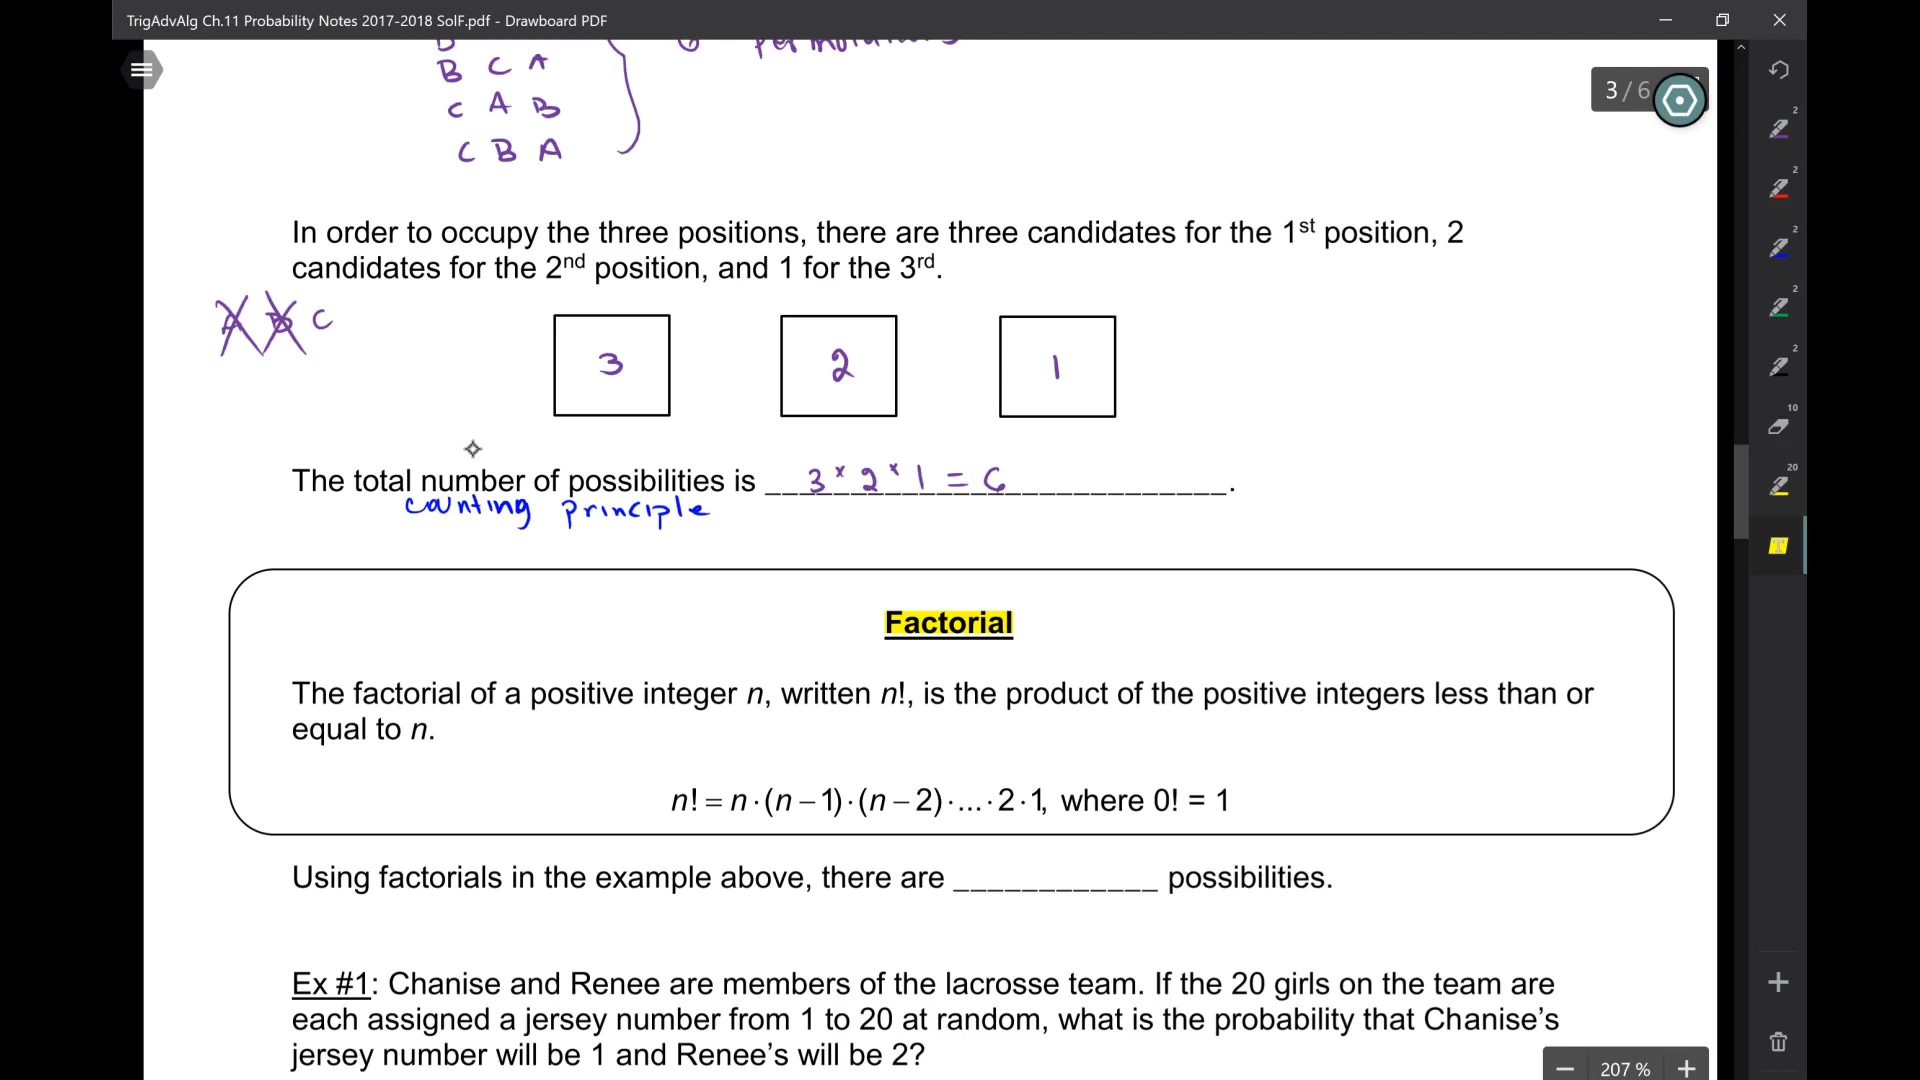 TrigAdvAlg Ch.11 Probability Notes 2017-2018 SolF.pdf - Drawboard PDF
B C A
C A B
C B A
3 / 6
In order to occupy the three positions, there are three candidates for the 1st position, 2
candidates for the 2nd position, and 1 for the 3rd.
A B C
3 2 1
The total number of possibilities is 3 × 2 × 1 = 6.
counting principle
Factorial
The factorial of a positive integer n, written n!, is the product of the positive integers less than or
equal to n.
n! = n · (n − 1) · (n − 2) · ... · 2 · 1, where 0! = 1
Using factorials in the example above, there are ____________ possibilities.
Ex #1: Chanise and Renee are members of the lacrosse team. If the 20 girls on the team are
each assigned a jersey number from 1 to 20 at random, what is the probability that Chanise's
jersey number will be 1 and Renee's will be 2?
207 %
2
2
2
2
2
10
20